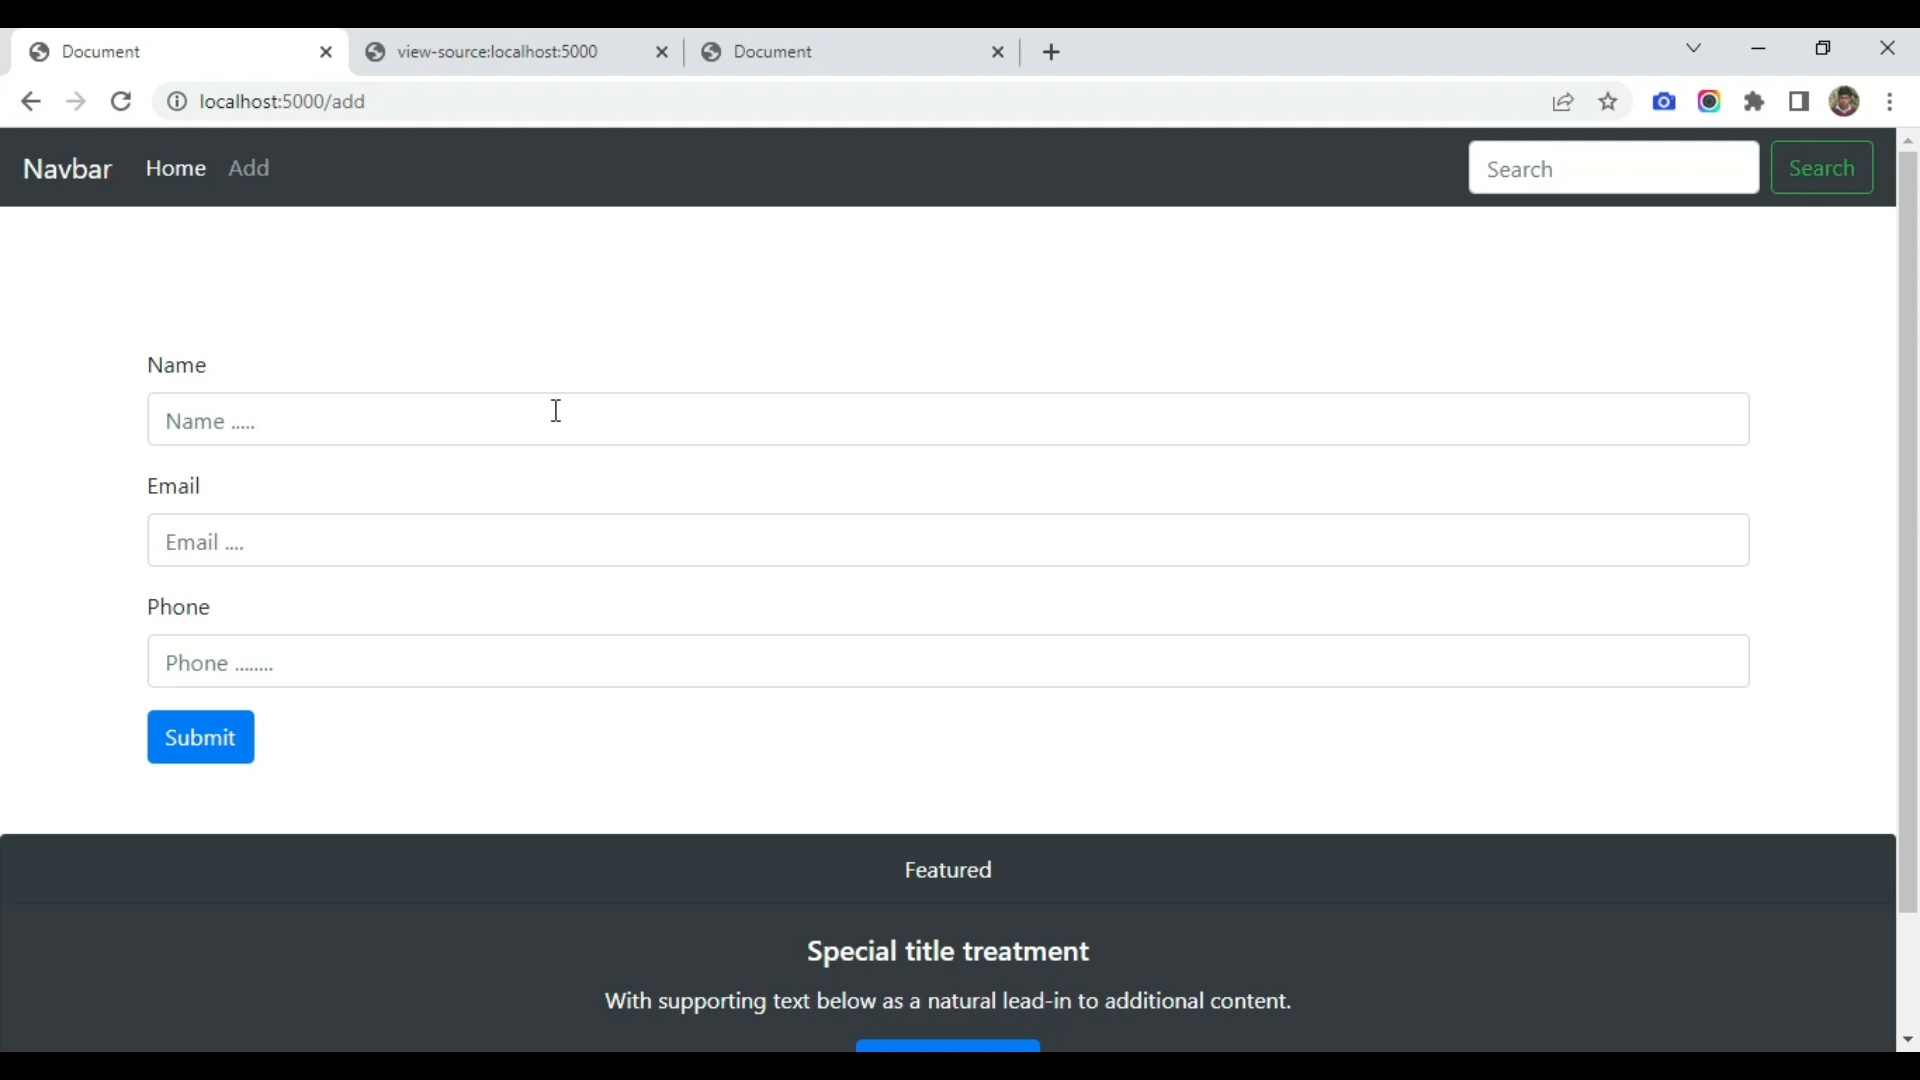 Document
view-source:localhost:5000
Document
localhost:5000/add
Navbar Home Add
Search
Search
Name
Name .....
Email
Email ....
Phone
Phone ........
Submit
Featured
Special title treatment
With supporting text below as a natural lead-in to additional content.